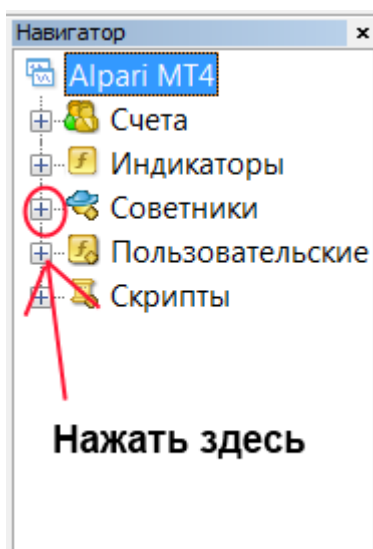 Навигатор
Alpari MT4
Счета
Индикаторы
Советники
Пользовательские
Скрипты
Нажать здесь